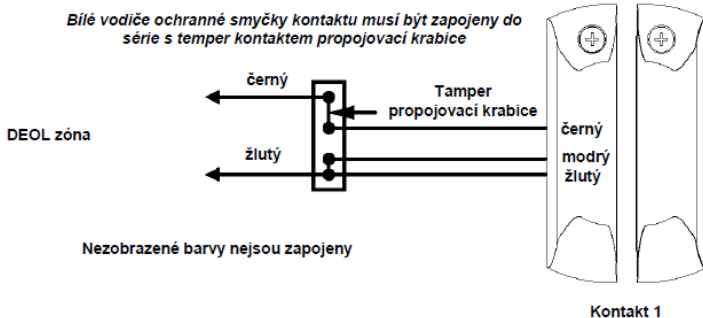 Bílé vodiče ochranné smyčky kontaktu musí být zapojeny do
série s temper kontaktem propojovací krabice
černý
Tamper
propojovací krabice
DEOL zóna
černý
modrý
žlutý
žlutý
Nezobrazené barvy nejsou zapojeny
Kontakt 1